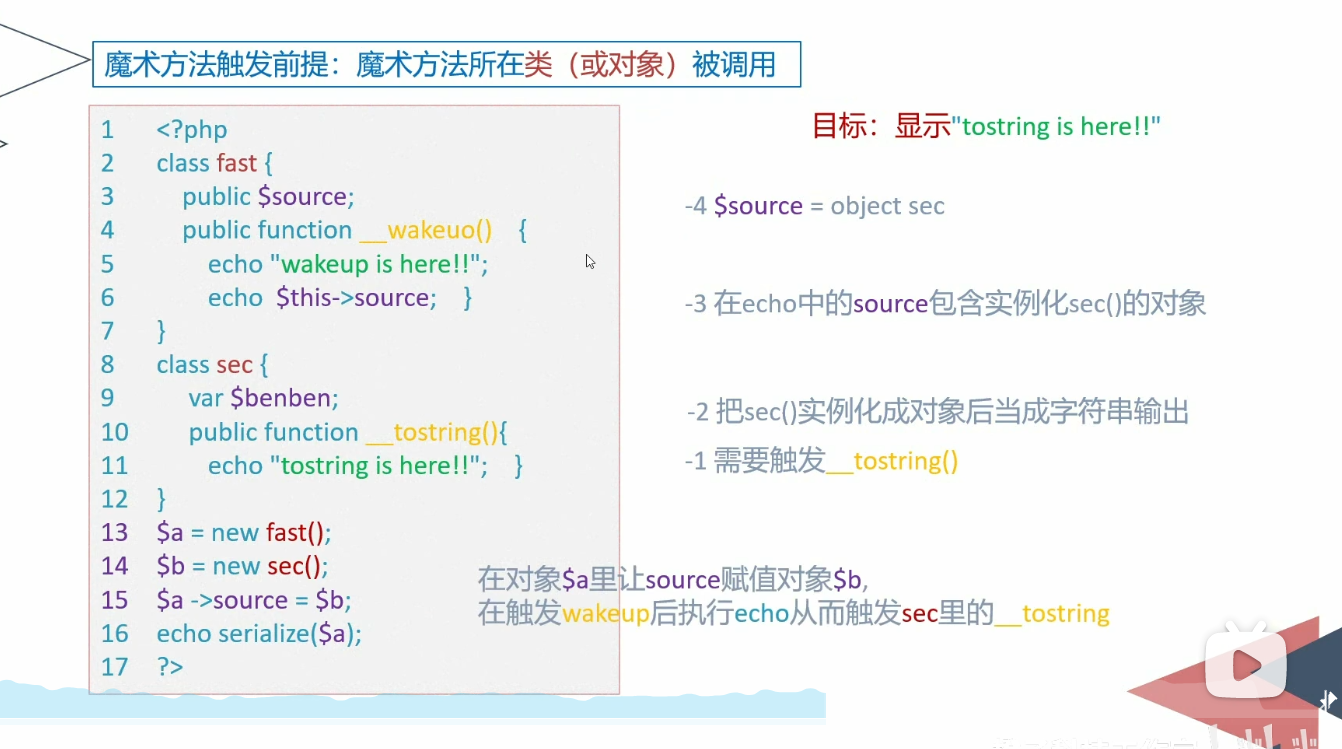 魔术方法触发前提：魔术方法所在类（或对象）被调用
1 <?php
2 class fast {
3 public $source;
4 public function __wakeuo() {
5 echo "wakeup is here!!";
6 echo $this->source; }
7 }
8 class sec {
9 var $benben;
10 public function __tostring(){
11 echo "tostring is here!!"; }
12 }
13 $a = new fast();
14 $b = new sec();
15 $a ->source = $b;
16 echo serialize($a);
17 ?>
目标：显示"tostring is here!!"
-4 $source = object sec
-3 在echo中的source包含实例化sec()的对象
-2 把sec()实例化成对象后当成字符串输出
-1 需要触发__tostring()
在对象$a里让source赋值对象$b,
在触发wakeup后执行echo从而触发sec里的__tostring